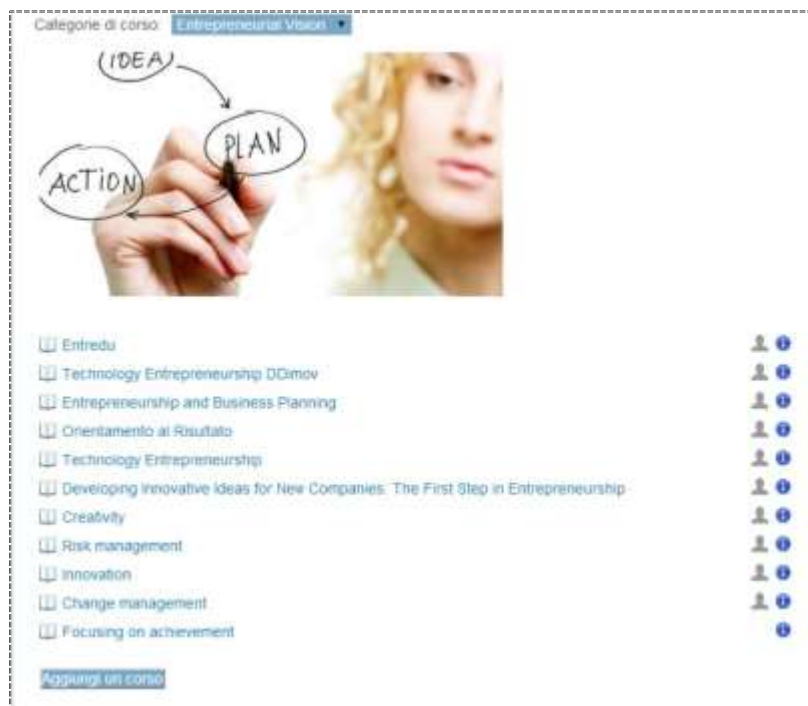 Categorie di corso: Entrepreneurial Vision
IDEA
PLAN
ACTION
Entredu
Technology Entrepreneurship DDimov
Entrepreneurship and Business Planning
Orientamento al Risultato
Technology Entrepreneurship
Developing Innovative Ideas for New Companies: The First Step in Entrepreneurship
Creativity
Risk management
Innovation
Change management
Focusing on achievement
Aggiungi un corso